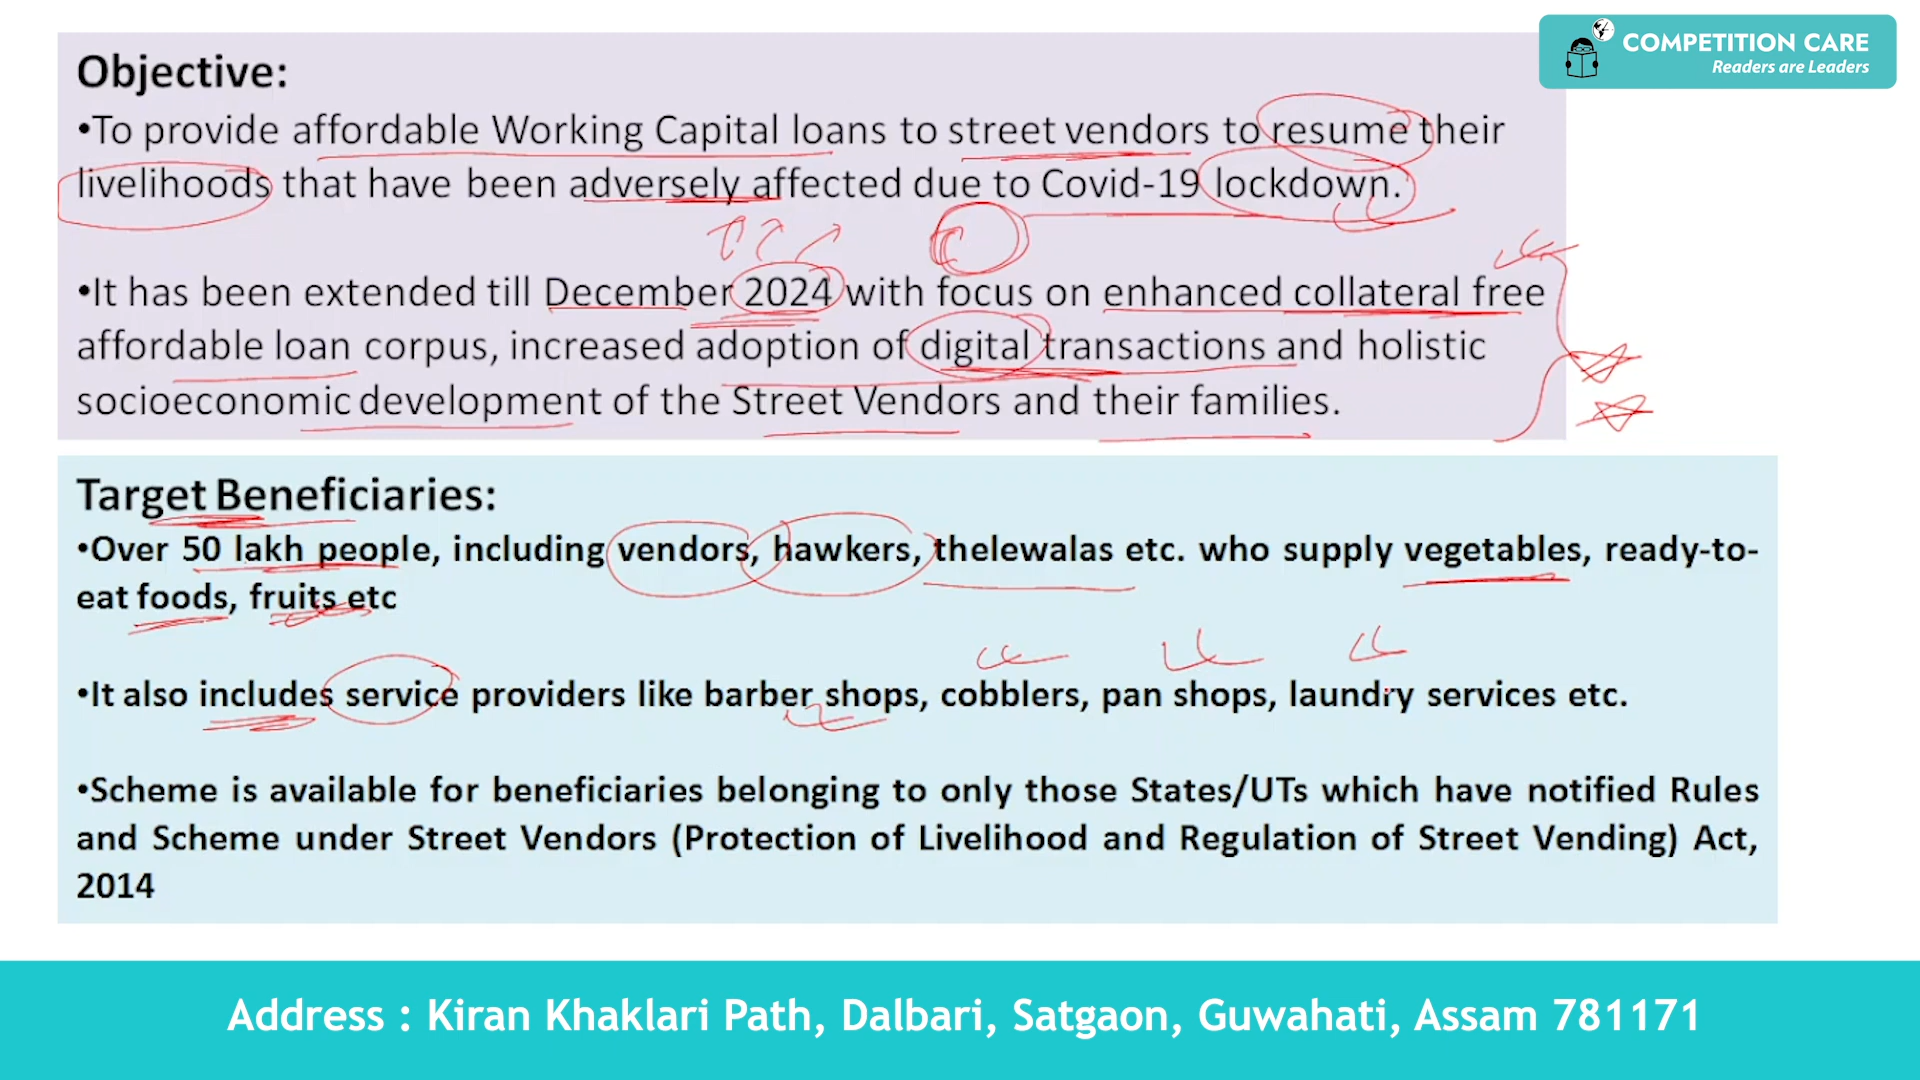 COMPETITION CARE
Readers are Leaders
Objective:
•To provide affordable Working Capital loans to street vendors to resume their
livelihoods that have been adversely affected due to Covid-19 lockdown.
•It has been extended till December 2024 with focus on enhanced collateral free
affordable loan corpus, increased adoption of digital transactions and holistic
socioeconomic development of the Street Vendors and their families.
Target Beneficiaries:
•Over 50 lakh people, including vendors, hawkers, thelewalas etc. who supply vegetables, ready-to-
eat foods, fruits etc
•It also includes service providers like barber shops, cobblers, pan shops, laundry services etc.
•Scheme is available for beneficiaries belonging to only those States/UTs which have notified Rules
and Scheme under Street Vendors (Protection of Livelihood and Regulation of Street Vending) Act,
2014
Address : Kiran Khaklari Path, Dalbari, Satgaon, Guwahati, Assam 781171